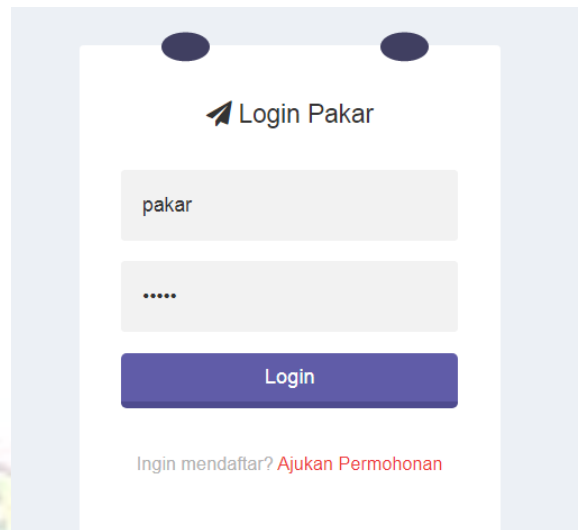 Login Pakar
pakar
•••••
Login
Ingin mendaftar? Ajukan Permohonan